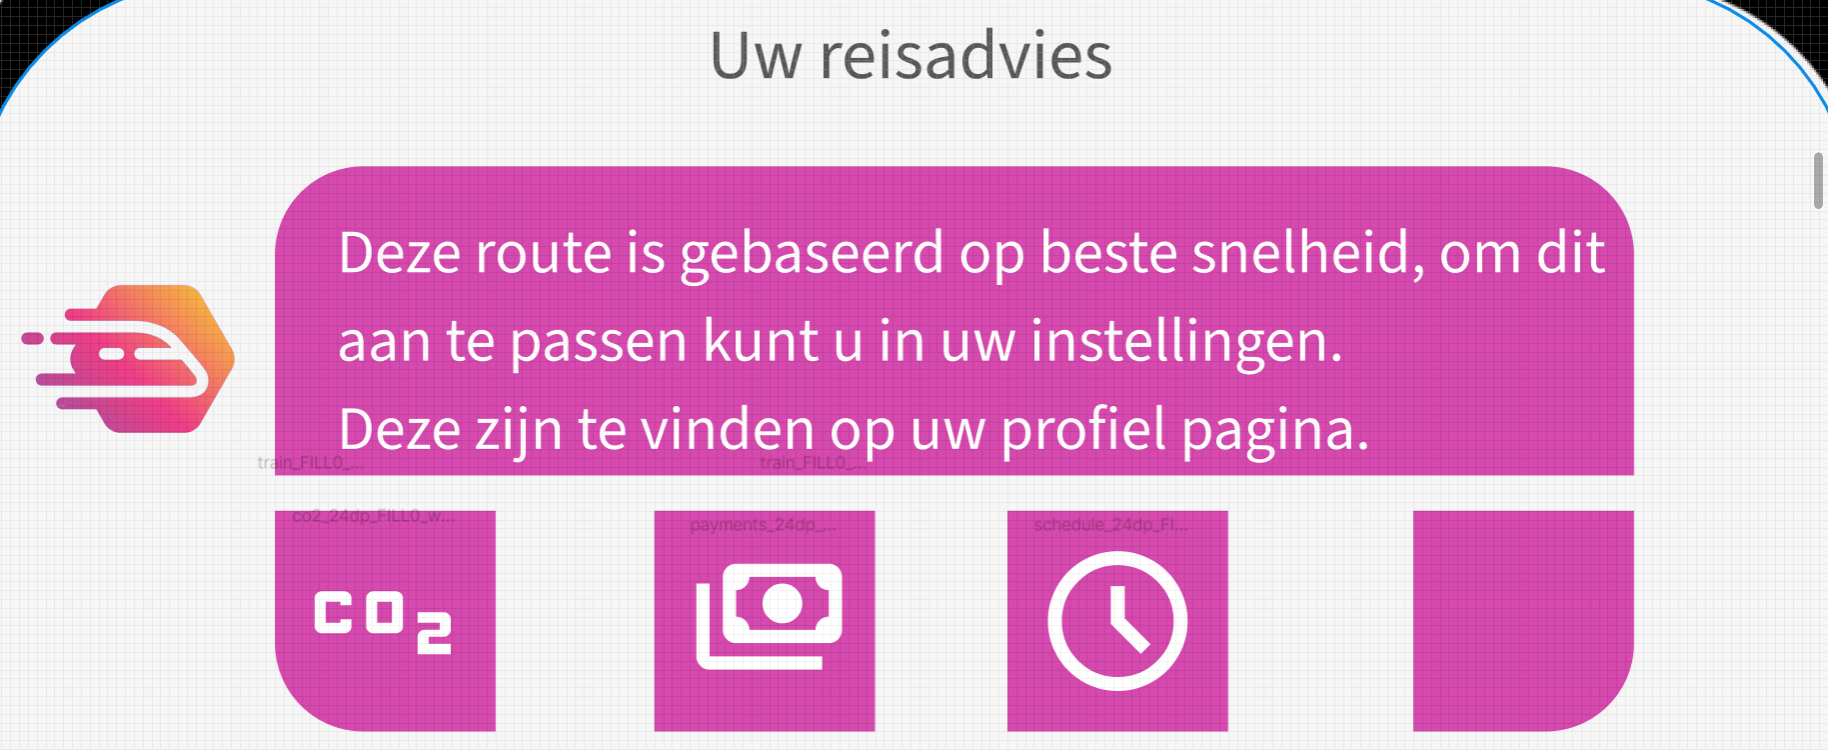 Uw reisadvies
Deze route is gebaseerd op beste snelheid, om dit
aan te passen kunt u in uw instellingen.
Deze zijn te vinden op uw profiel pagina.
train_FILL0_... train_FILL0_...
co2_24dp_FILL0_w... payments_24dp_... schedule_24dp_FI...
CO2